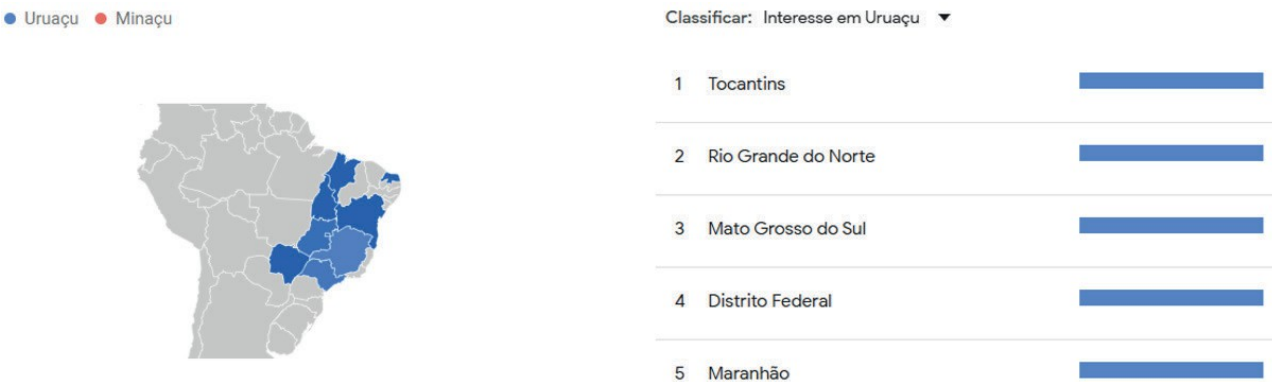 Uruaçu Minaçu
Classificar: Interesse em Uruaçu
1 Tocantins
2 Rio Grande do Norte
3 Mato Grosso do Sul
4 Distrito Federal
5 Maranhão